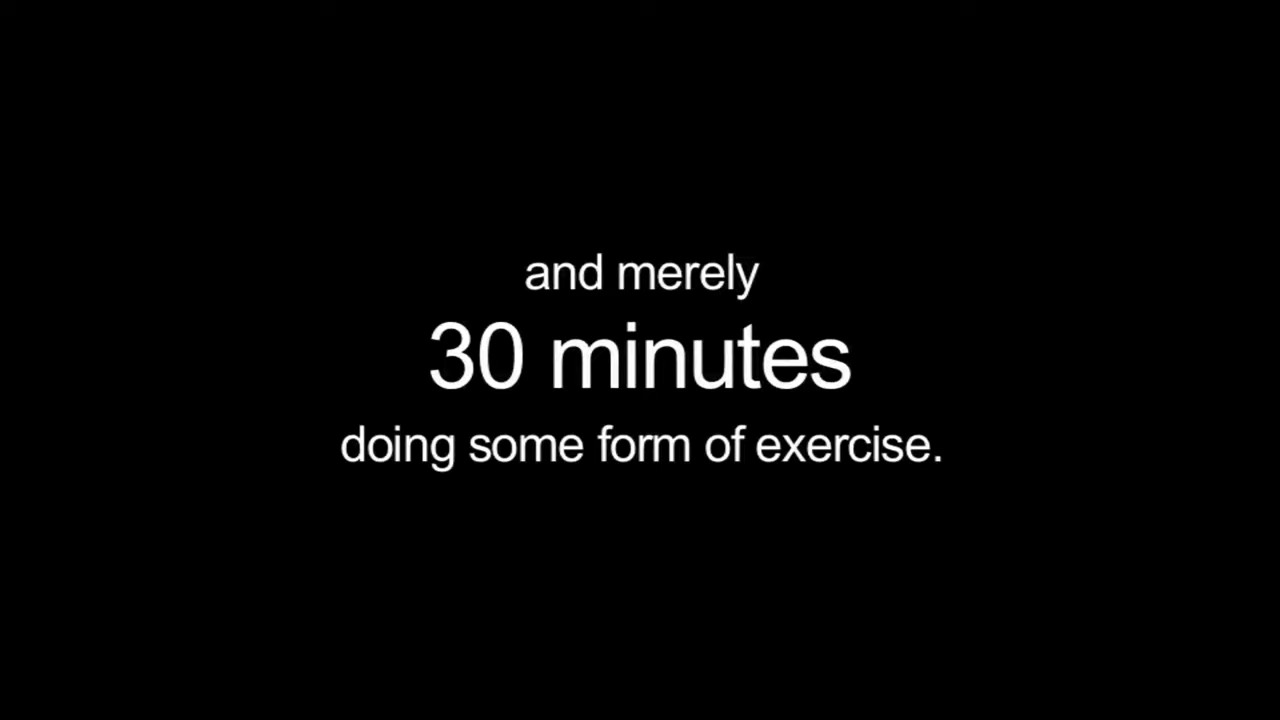 and merely
30 minutes
doing some form of exercise.